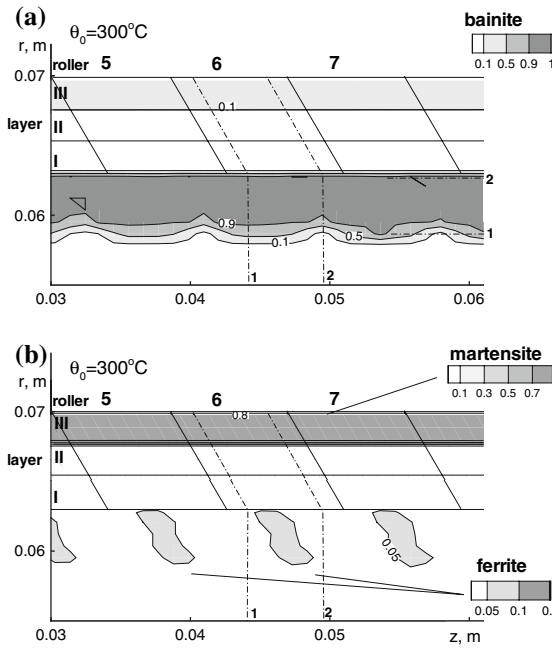 (a)
θ₀=300°C
bainite
0.1 0.5 0.9 1
r, m
0.07
roller 5 6 7
III
0.1
layer
II
I
2
0.06
0.9
0.5
0.1
1
1 2
0.03 0.04 0.05 0.06
(b)
θ₀=300°C
martensite
0.1 0.3 0.5 0.7
r, m
roller 5 6 7
0.07
0.8
III
layer
II
I
0.05
0.06
ferrite
0.05 0.1 0.
1 2
0.03 0.04 0.05 z, m 0.06